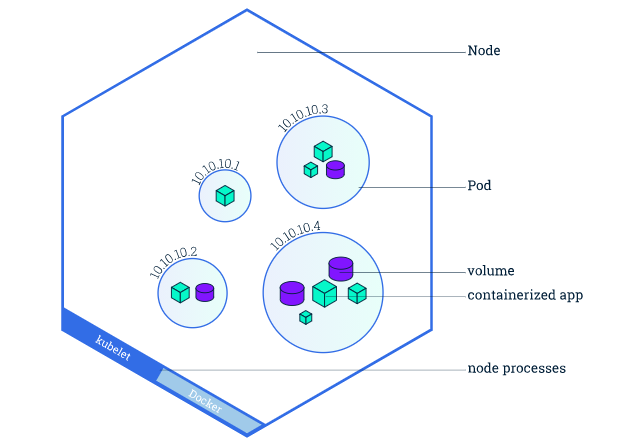 Node
10.10.10.3
10.10.10.1
Pod
10.10.10.4
10.10.10.2
volume
containerized app
kubelet
node processes
Docker